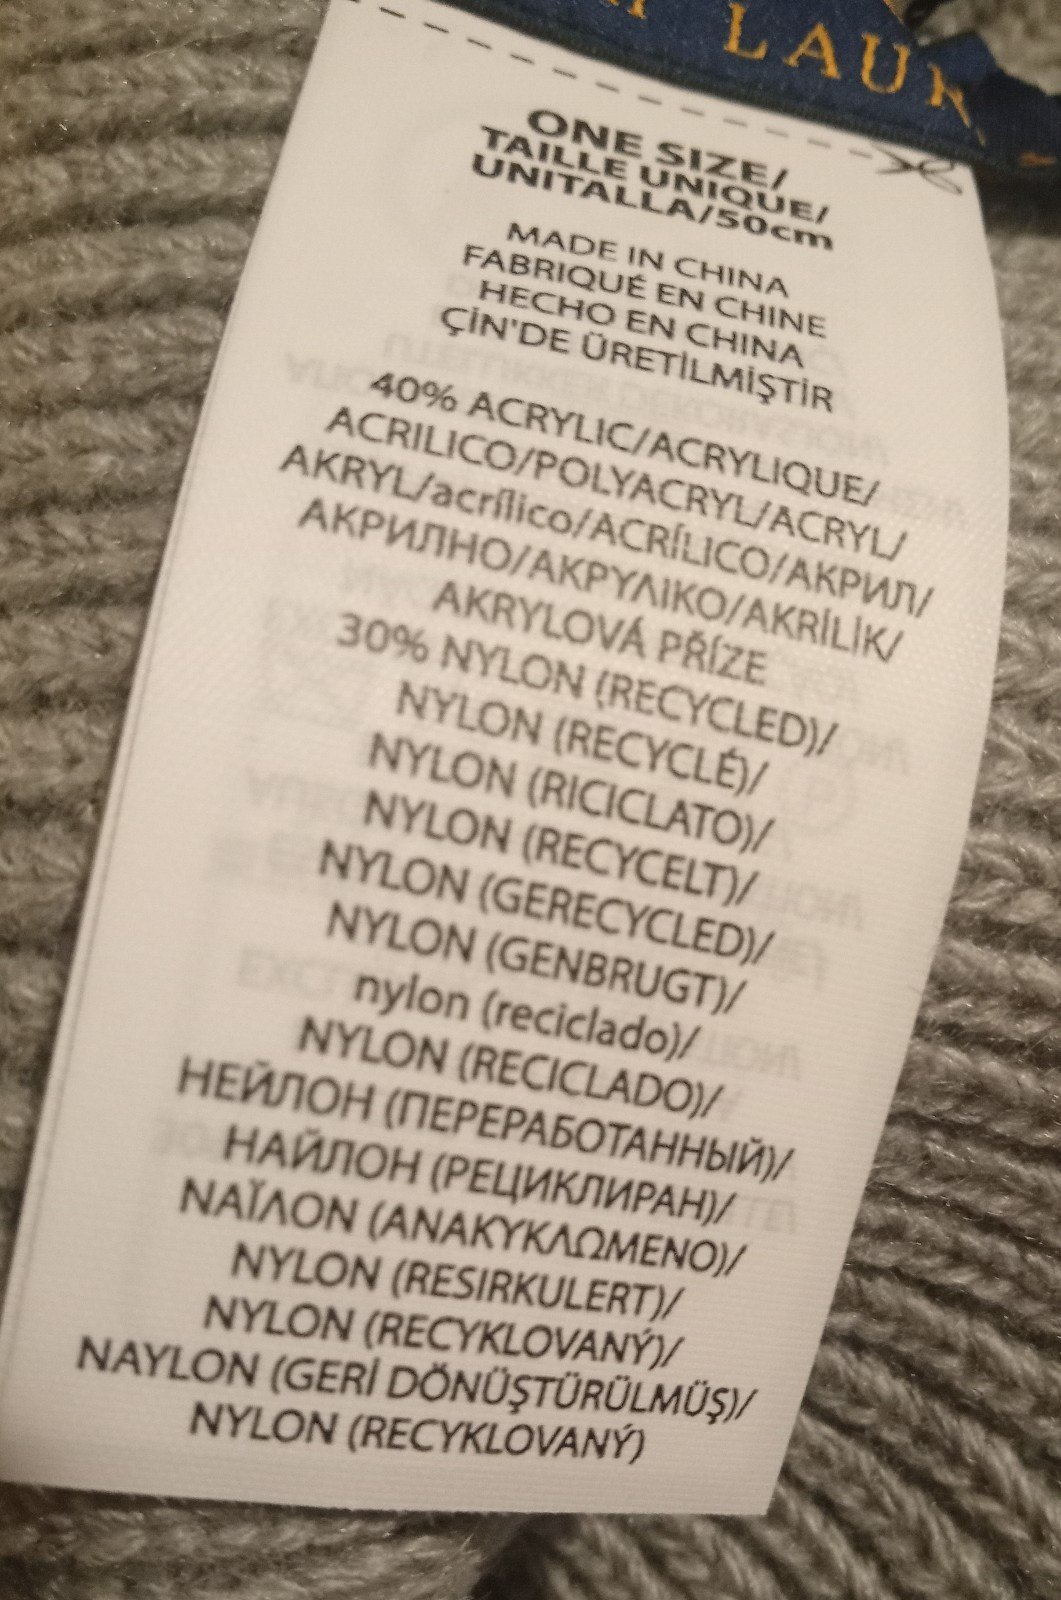 LAUR
ONE SIZE/
TAILLE UNIQUE/
UNITALLA/50cm
MADE IN CHINA
FABRIQUÉ EN CHINE
HECHO EN CHINA
ÇİN'DE ÜRETİLMİŞTİR
40% ACRYLIC/ACRYLIQUE/
ACRILICO/POLYACRYL/ACRYL/
AKRYL/acrílico/ACRÍLICO/АКРИЛ/
АКРИЛНО/ΑΚΡΥΛΙΚΟ/AKRİLİK/
AKRYLOVÁ PŘÍZE
30% NYLON (RECYCLED)/
NYLON (RECYCLÉ)/
NYLON (RICICLATO)/
NYLON (RECYCELT)/
NYLON (GERECYCLED)/
NYLON (GENBRUGT)/
nylon (reciclado)/
NYLON (RECICLADO)/
НЕЙЛОН (ПЕРЕРАБОТАННЫЙ)/
НАЙЛОН (РЕЦИКЛИРАН)/
ΝΑΪΛΟΝ (ΑΝΑΚΥΚΛΩΜΕΝΟ)/
NYLON (RESIRKULERT)/
NYLON (RECYKLOVANÝ)/
NAYLON (GERİ DÖNÜŞTÜRÜLMÜŞ)/
NYLON (RECYKLOVANÝ)